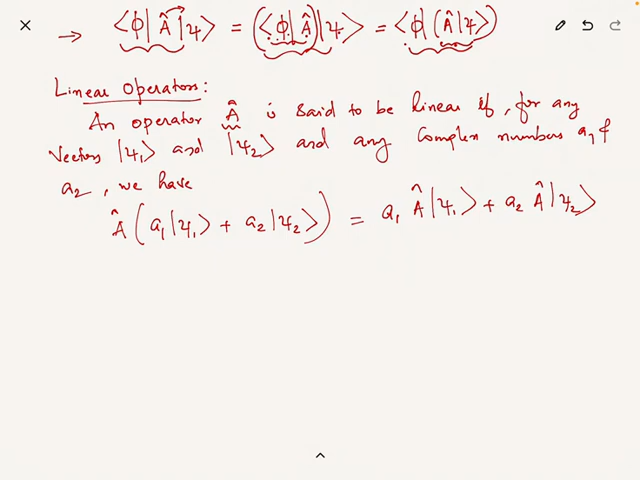 → ⟨ϕ| Â |ψ⟩ = (⟨ϕ| Â)|ψ⟩ = ⟨ϕ|(Â|ψ⟩)
Linear Operators:
An operator Â is said to be linear if, for any
Vectors |ψ₁⟩ and |ψ₂⟩ and any Complex numbers a₁ &
a₂, we have
Â(a₁|ψ₁⟩ + a₂|ψ₂⟩) = a₁ Â|ψ₁⟩ + a₂ Â|ψ₂⟩